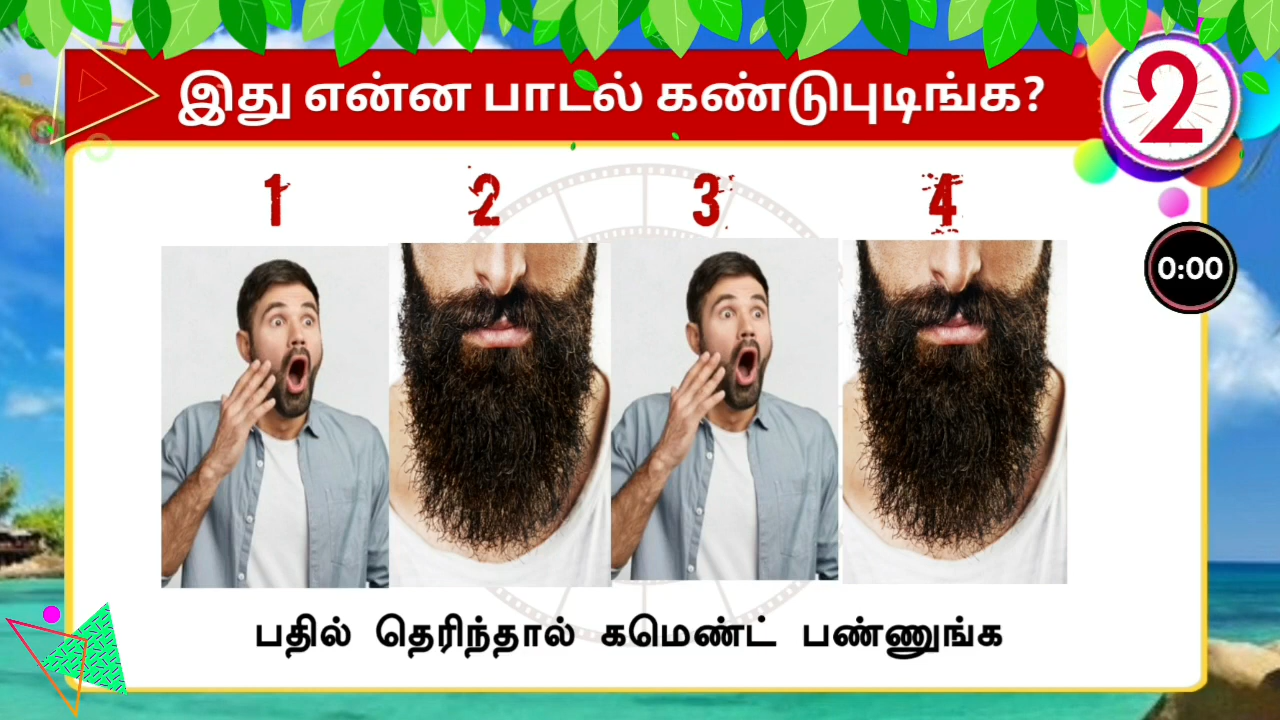 இது என்ன பாடல் கண்டுபுடிங்க?
2
1 2 3 4
0:00
பதில் தெரிந்தால் கமெண்ட் பண்ணுங்க